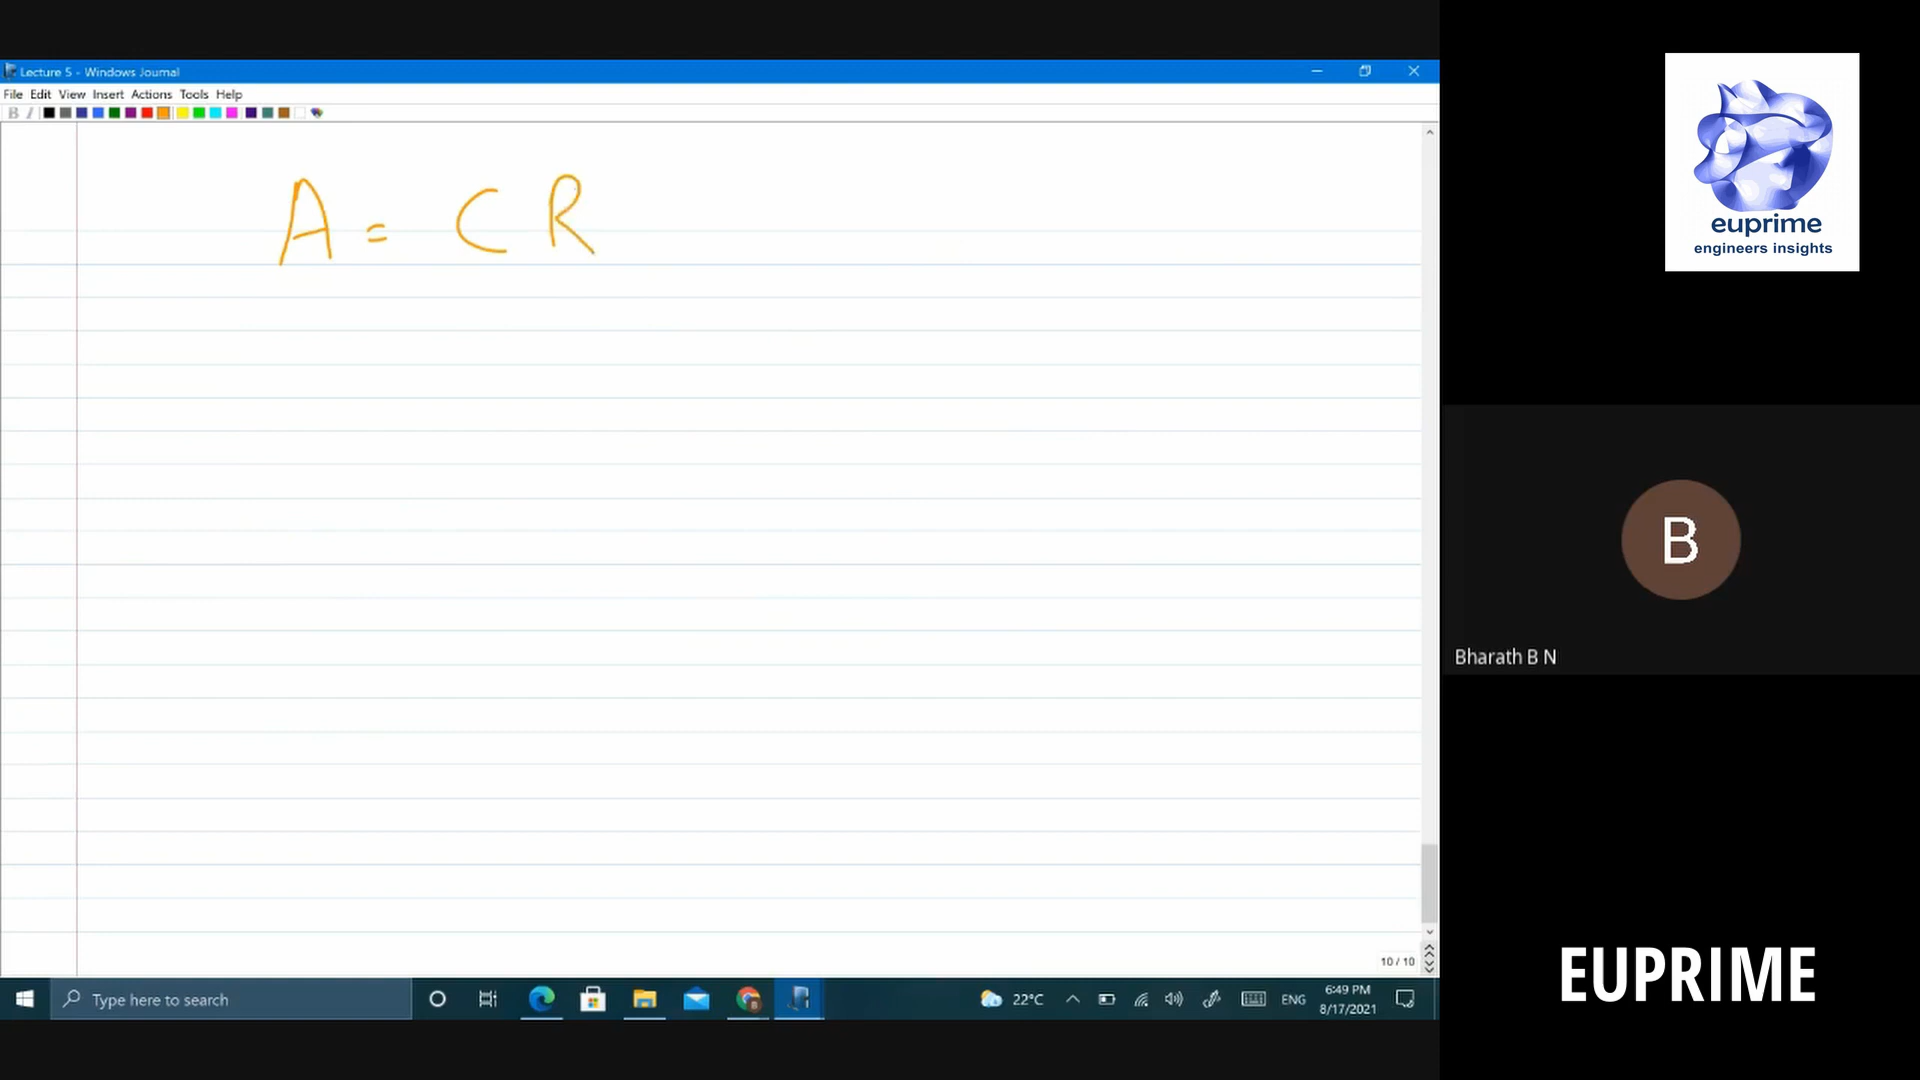 Lecture 5 - Windows Journal
File Edit View Insert Actions Tools Help
B I
A = C R
10 / 10
Type here to search
22°C
ENG
6:49 PM
8/17/2021
euprime
engineers insights
B
Bharath B N
EUPRIME